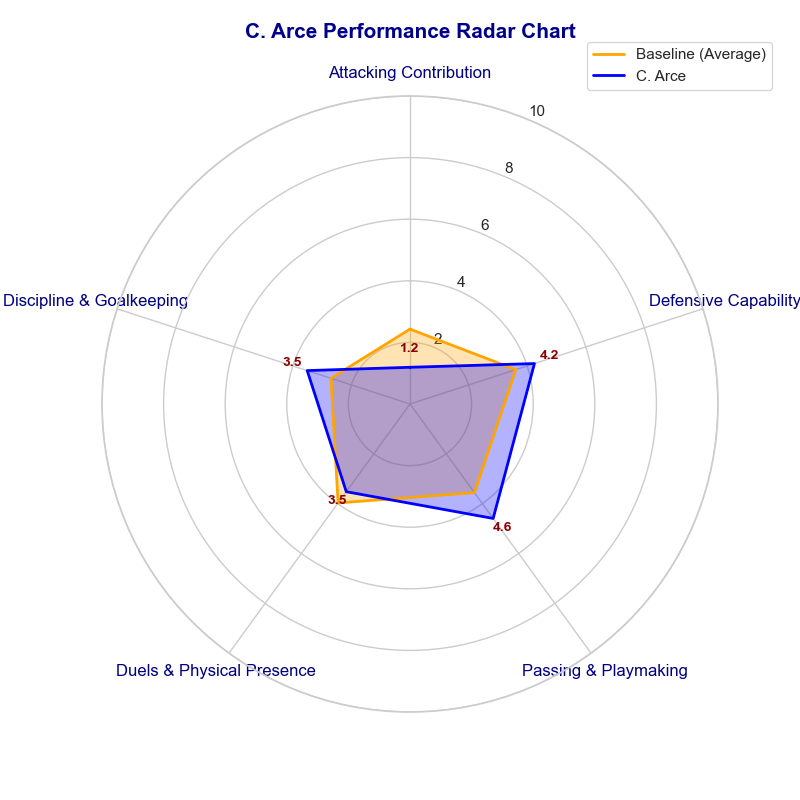 C. Arce Performance Radar Chart
Baseline (Average)
C. Arce
Attacking Contribution
10
8
6
4
2
Discipline & Goalkeeping
Defensive Capability
1.2
4.2
3.5
3.5
4.6
Duels & Physical Presence
Passing & Playmaking